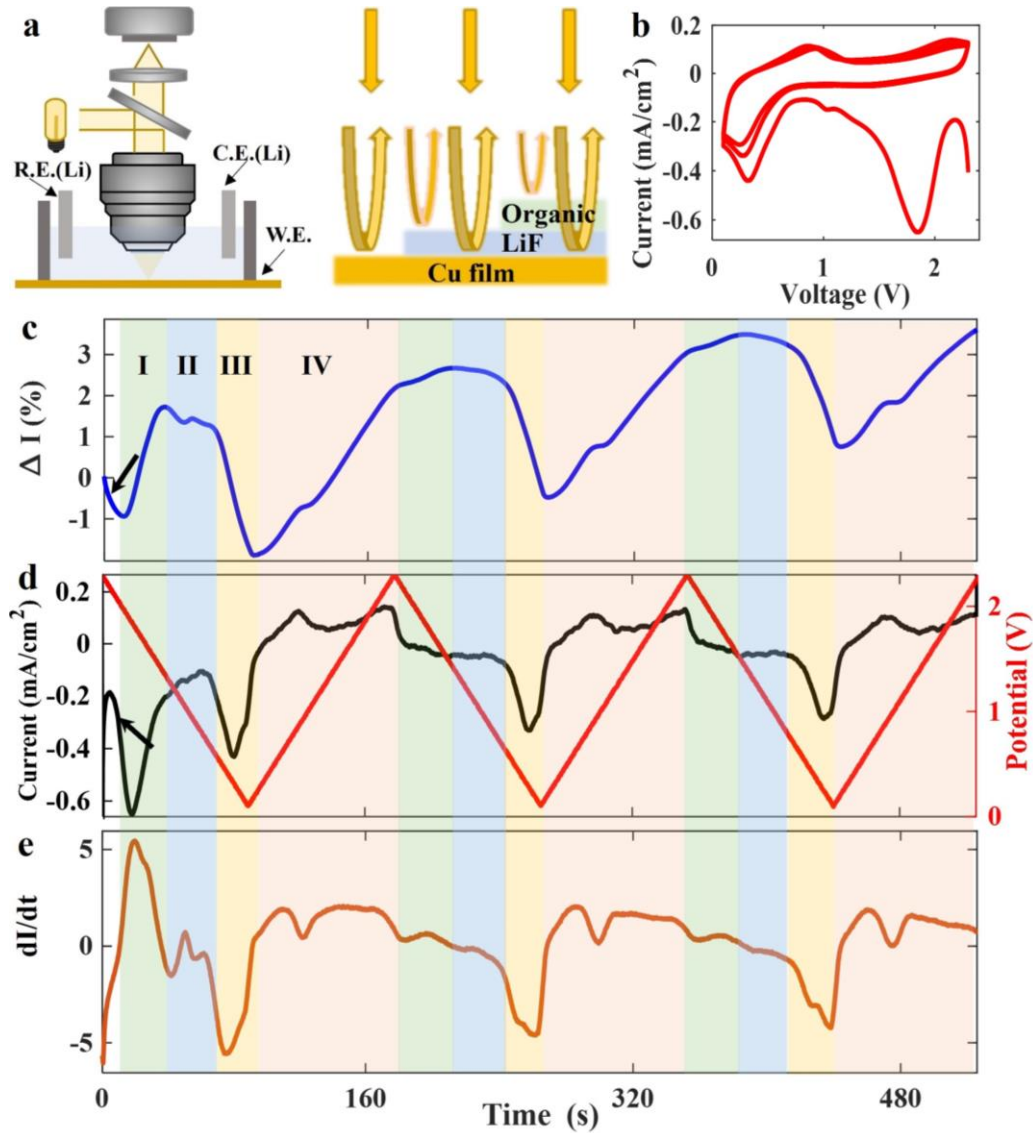 a
R.E.(Li)
C.E.(Li)
W.E.
Organic
LiF
Cu film
b
0.2
0
-0.2
-0.4
-0.6
Current (mA/cm²)
0 1 2
Voltage (V)
c
I II III IV
3
2
1
0
-1
Δ I (%)
d
0.2
0
-0.2
-0.4
-0.6
Current (mA/cm²)
2
1
0
Potential (V)
e
5
0
-5
dI/dt
0 160 320 480
Time (s)